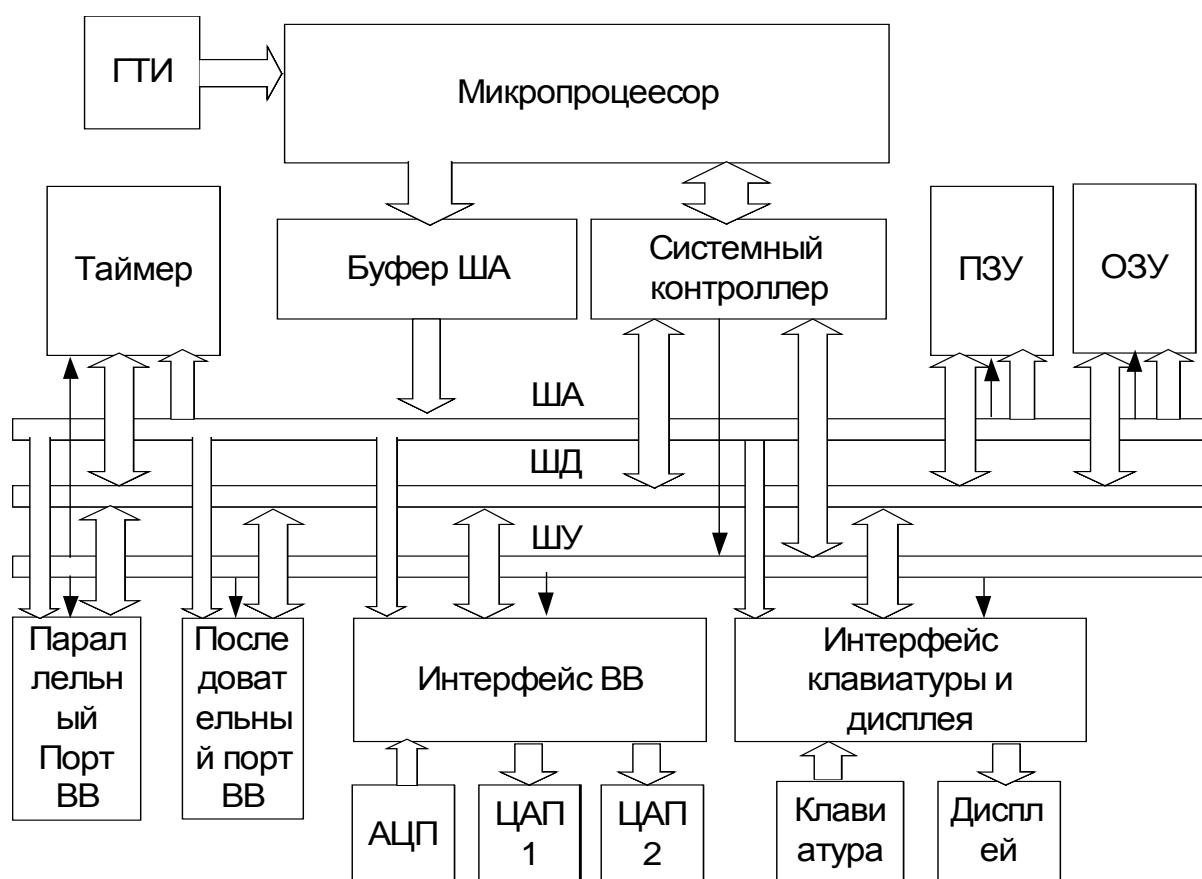 ГТИ
Микропроцеесор
Таймер
Буфер ША
Системный
контроллер
ПЗУ
ОЗУ
ША
ШД
ШУ
Парал
лельн
ый
Порт
ВВ
После
доват
ельны
й порт
ВВ
Интерфейс ВВ
Интерфейс
клавиатуры и
дисплея
АЦП
ЦАП
1
ЦАП
2
Клави
атура
Диспл
ей